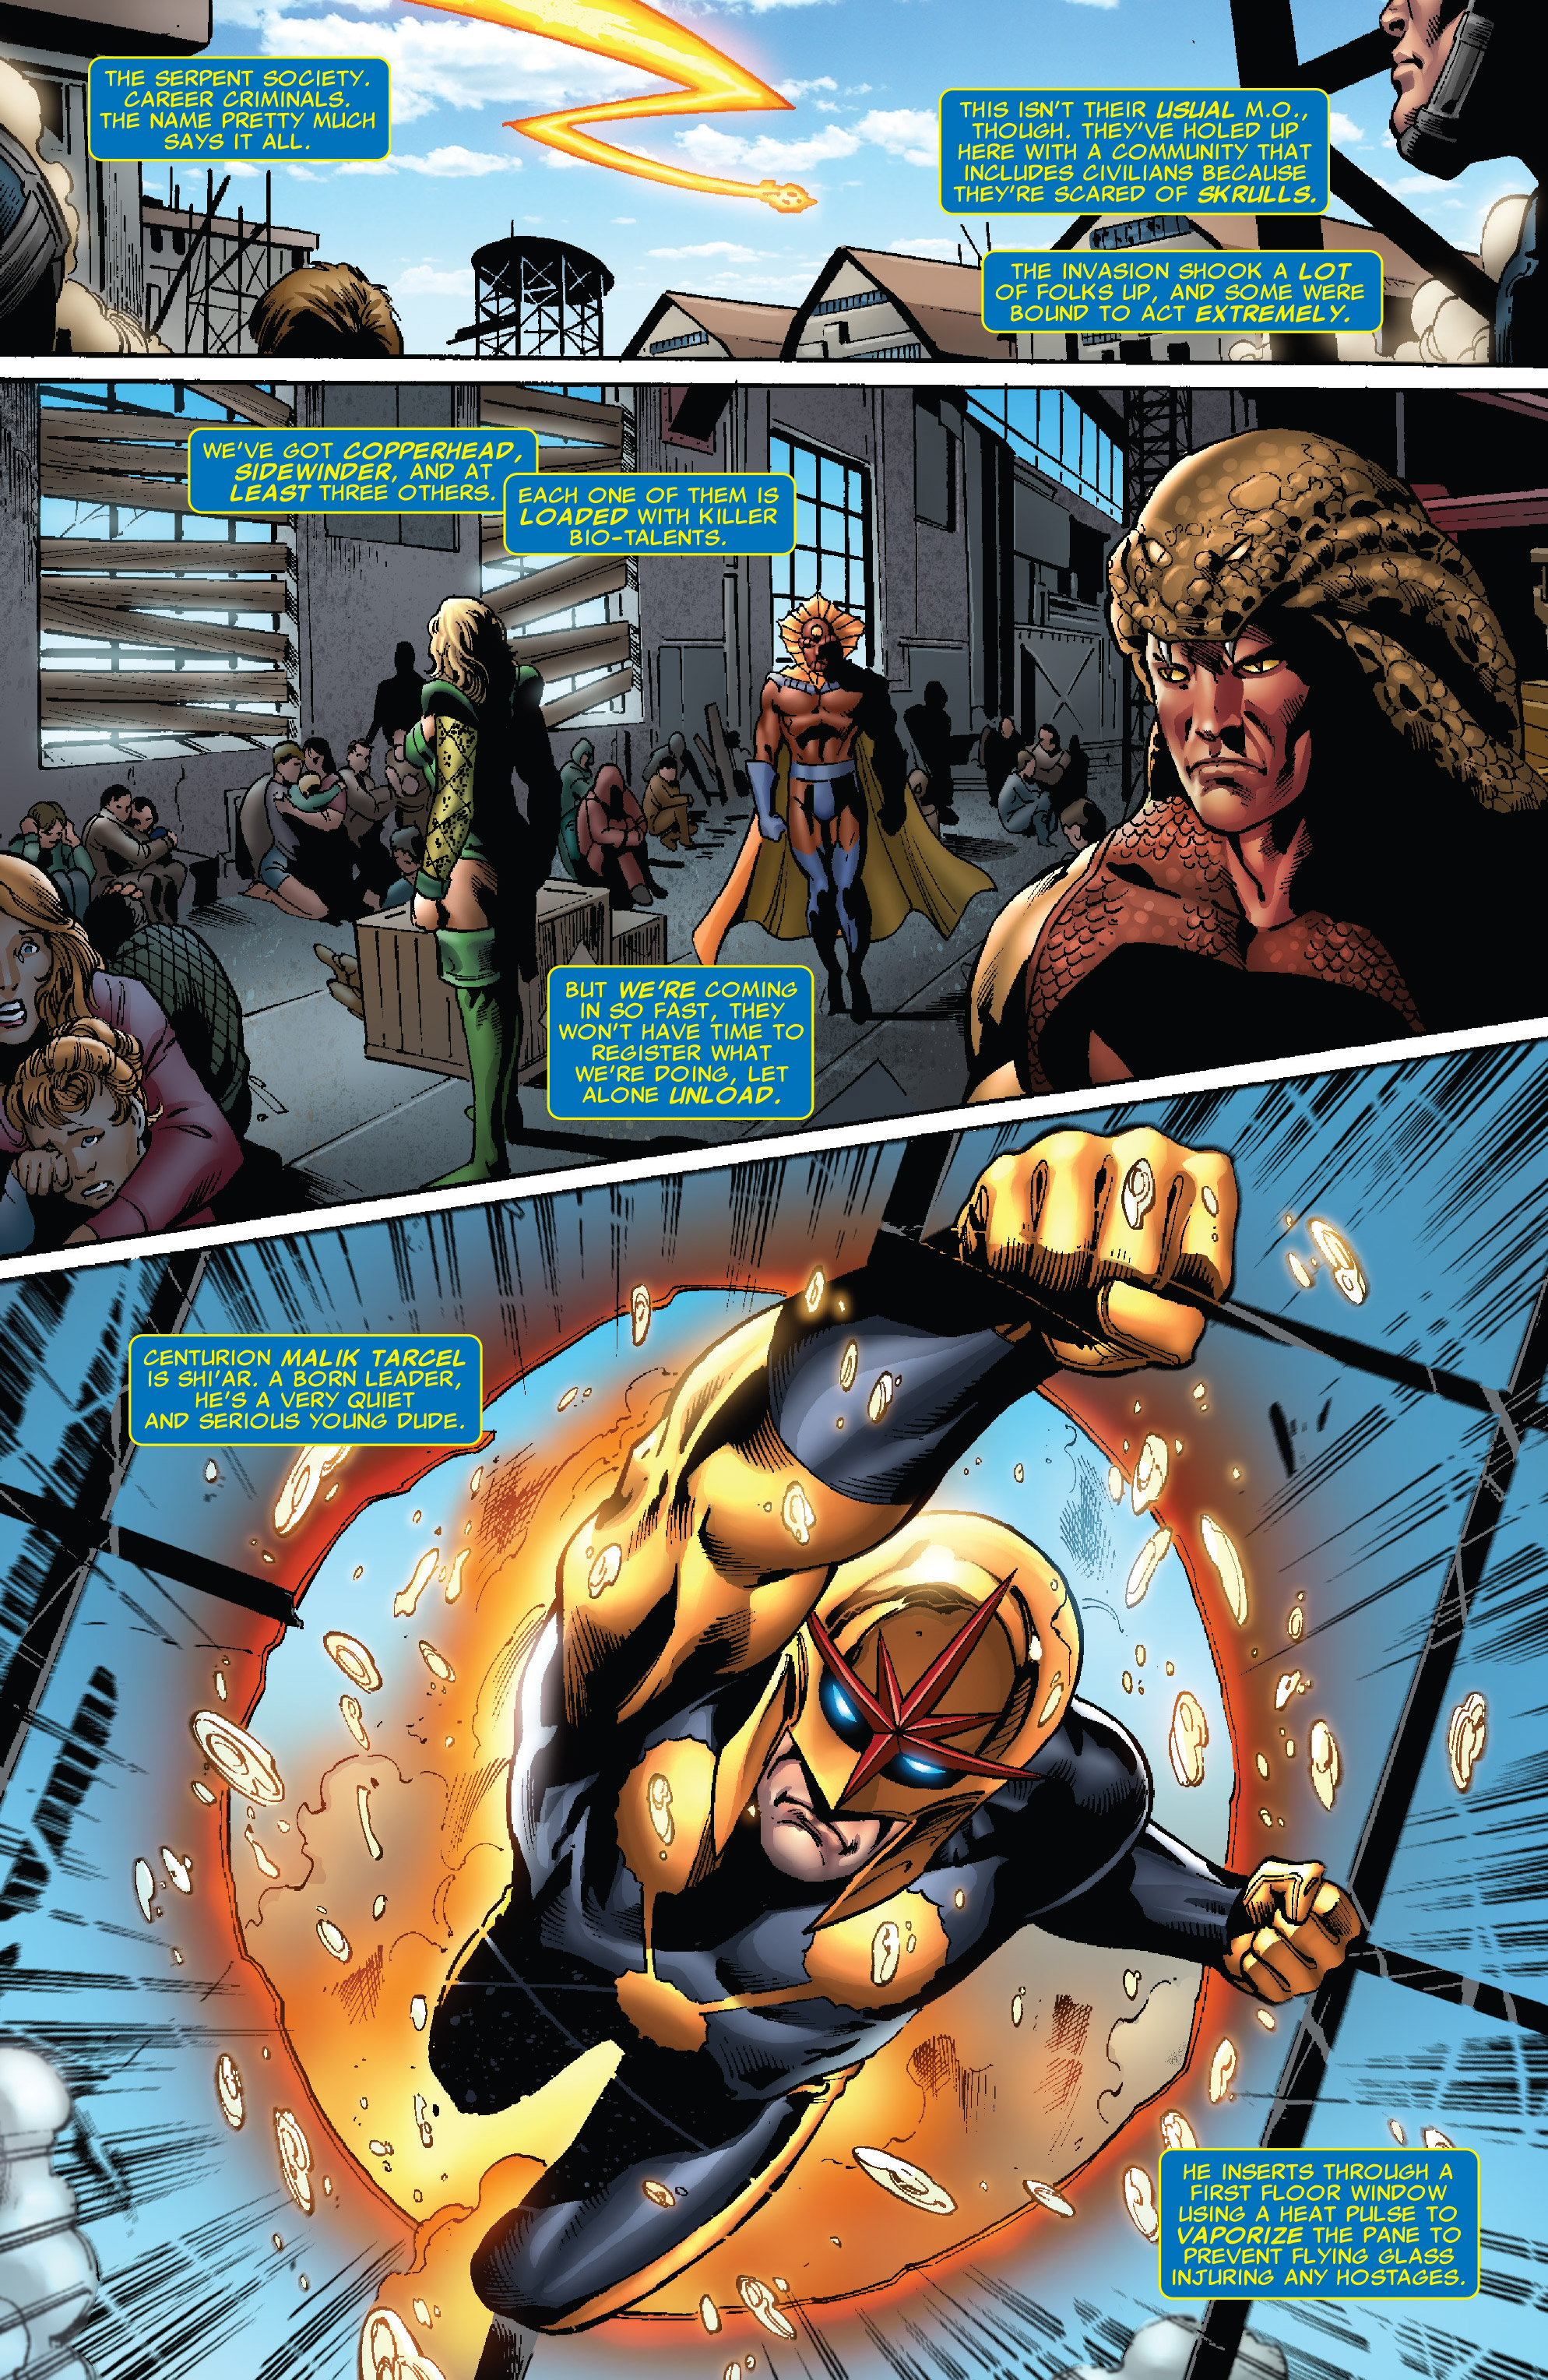 THE SERPENT SOCIETY.
CAREER CRIMINALS.
THE NAME PRETTY MUCH
SAYS IT ALL.
THIS ISN'T THEIR USUAL M.O.,
THOUGH. THEY'VE HOLED UP
HERE WITH A COMMUNITY THAT
INCLUDES CIVILIANS BECAUSE
THEY'RE SCARED OF SKRULLS.
THE INVASION SHOOK A LOT
OF FOLKS UP, AND SOME WERE
BOUND TO ACT EXTREMELY.
WE'VE GOT COPPERHEAD,
SIDEWINDER, AND AT
LEAST THREE OTHERS.
EACH ONE OF THEM IS
LOADED WITH KILLER
BIO-TALENTS.
BUT WE'RE COMING
IN SO FAST, THEY
WON'T HAVE TIME TO
REGISTER WHAT
WE'RE DOING, LET
ALONE UNLOAD.
CENTURION MALIK TARCEL
IS SHI'AR. A BORN LEADER,
HE'S A VERY QUIET
AND SERIOUS YOUNG DUDE.
HE INSERTS THROUGH A
FIRST FLOOR WINDOW
USING A HEAT PULSE TO
VAPORIZE THE PANE TO
PREVENT FLYING GLASS
INJURING ANY HOSTAGES.